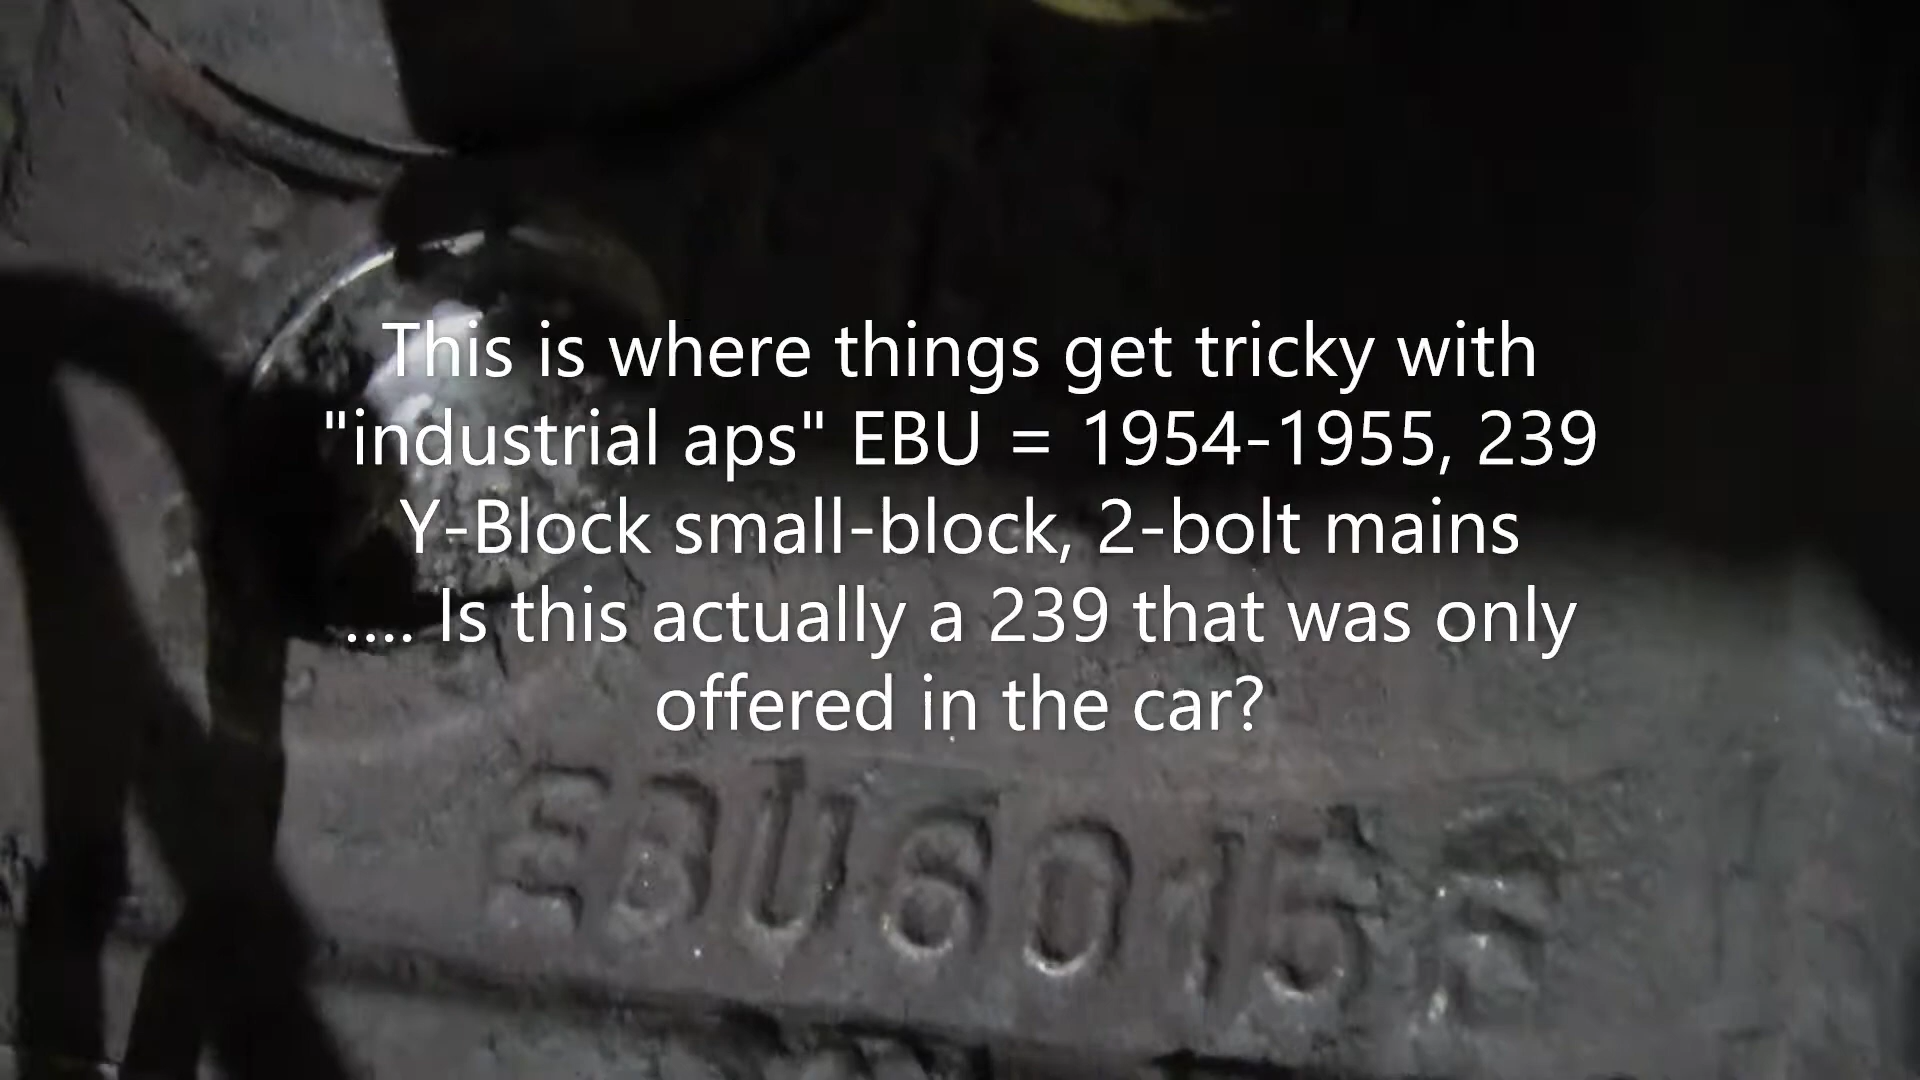 This is where things get tricky with
"industrial aps" EBU = 1954-1955, 239
Y-Block small-block, 2-bolt mains
.... Is this actually a 239 that was only
offered in the car?
EBU6015